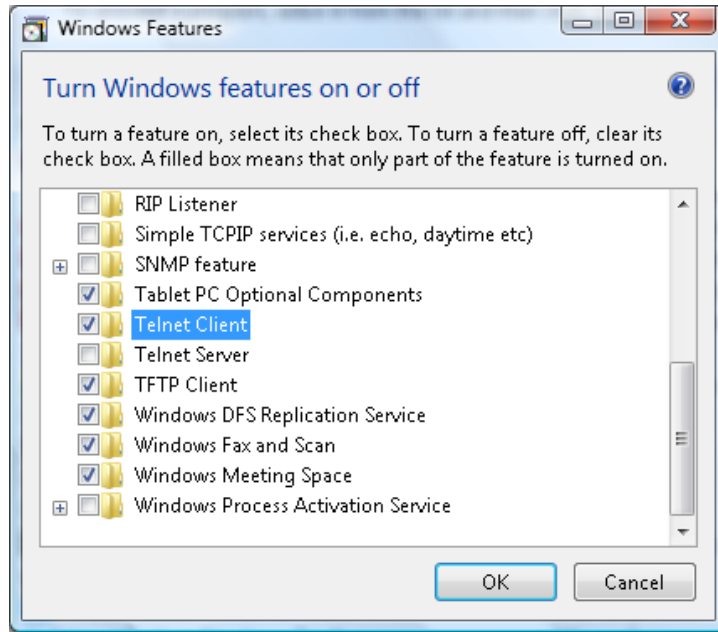 Windows Features
Turn Windows features on or off
To turn a feature on, select its check box. To turn a feature off, clear its
check box. A filled box means that only part of the feature is turned on.
RIP Listener
Simple TCPIP services (i.e. echo, daytime etc)
SNMP feature
Tablet PC Optional Components
Telnet Client
Telnet Server
TFTP Client
Windows DFS Replication Service
Windows Fax and Scan
Windows Meeting Space
Windows Process Activation Service
OK Cancel